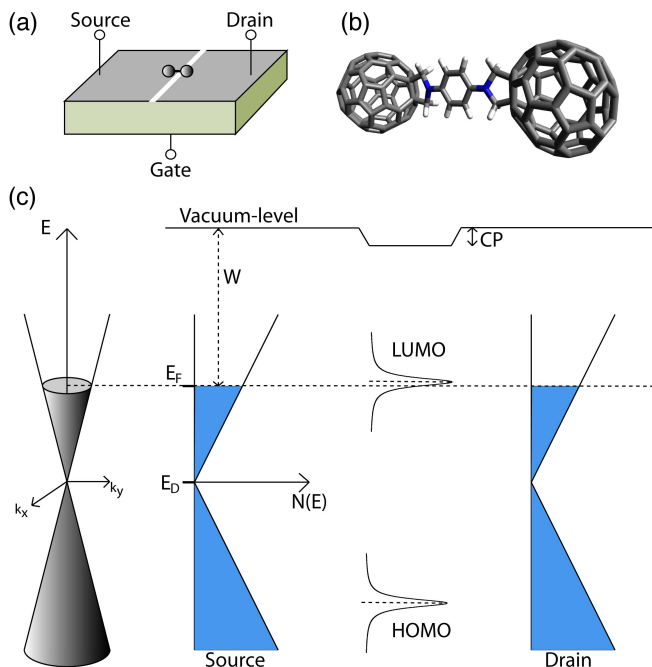 (a)
Source
Drain
Gate
(b)
(c)
E
Vacuum-level
CP
W
LUMO
E_F
E_D
k_x
k_y
N(E)
HOMO
Source
Drain